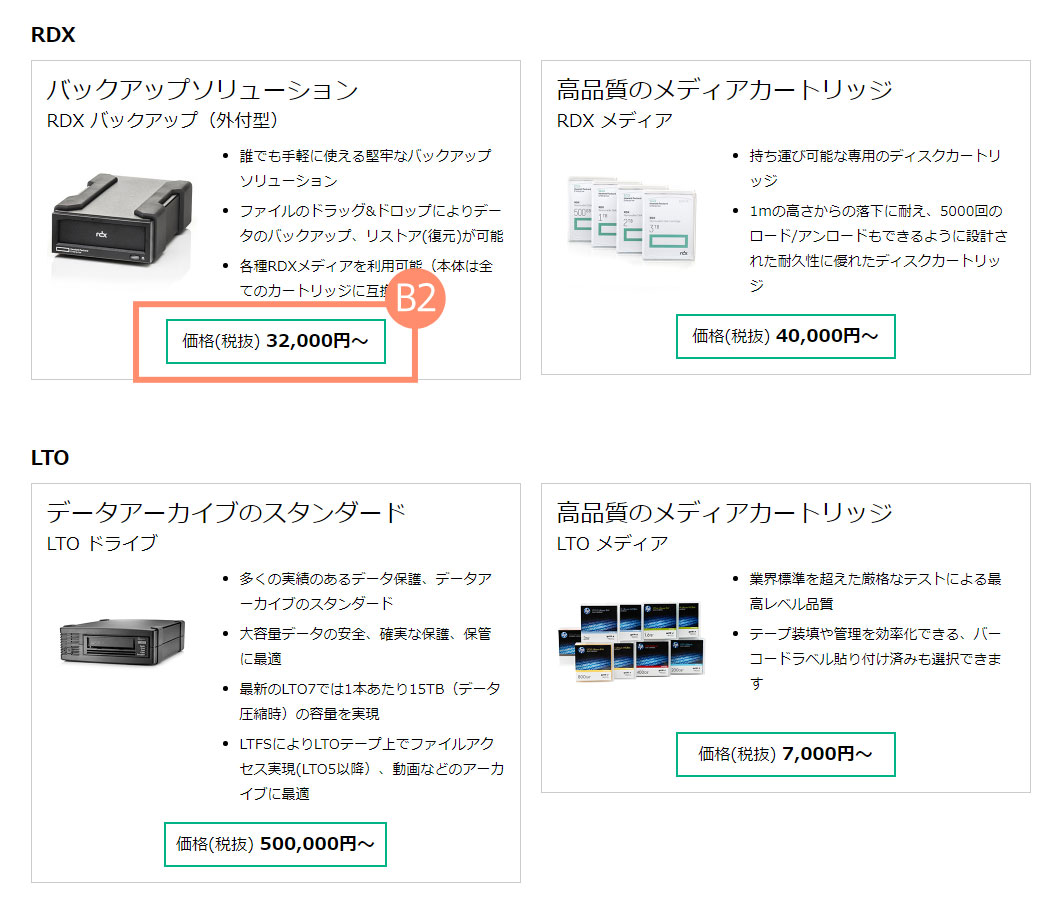 RDX
バックアップソリューション
RDX バックアップ（外付型）
誰でも手軽に使える堅牢なバックアップ
ソリューション
ファイルのドラッグ&ドロップによりデー
タのバックアップ、リストア(復元)が可能
各種RDXメディアを利用可能（本体は全
てのカートリッジに互換
B2
価格(税抜) 32,000円～
rdx
高品質のメディアカートリッジ
RDX メディア
持ち運び可能な専用のディスクカートリ
ッジ
1mの高さからの落下に耐え、5000回の
ロード/アンロードもできるように設計さ
れた耐久性に優れたディスクカートリッ
ジ
500
1TB
2TB
3TB
rdx
価格(税抜) 40,000円～
LTO
データアーカイブのスタンダード
LTO ドライブ
多くの実績のあるデータ保護、データア
ーカイブのスタンダード
大容量データの安全、確実な保護、保管
に最適
最新のLTO7では1本あたり15TB（データ
圧縮時）の容量を実現
LTFSによりLTOテープ上でファイルアク
セス実現(LTO5以降）、動画などのアーカ
イブに最適
価格(税抜) 500,000円～
高品質のメディアカートリッジ
LTO メディア
業界標準を超えた厳格なテストによる最
高レベル品質
テープ装填や管理を効率化できる、バー
コードラベル貼り付け済みも選択できま
す
価格(税抜) 7,000円～